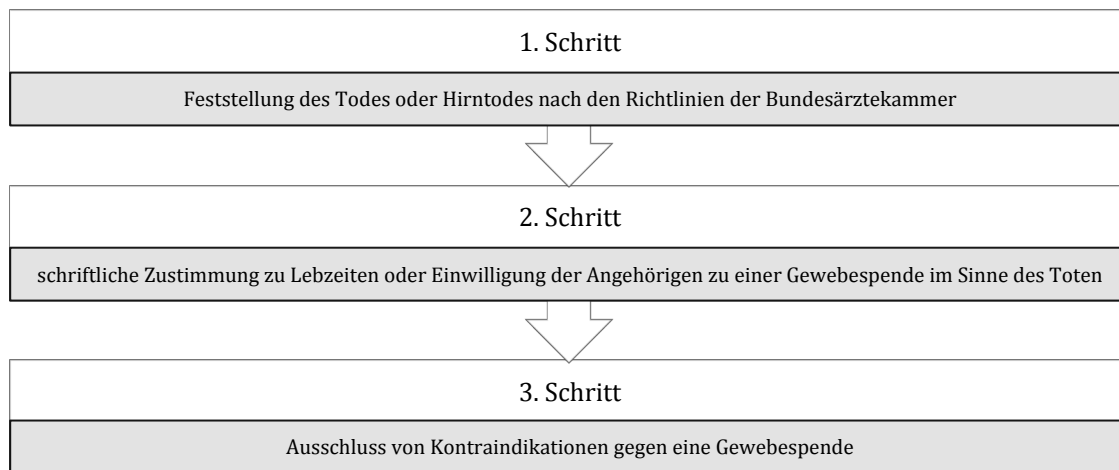 1. Schritt
Feststellung des Todes oder Hirntodes nach den Richtlinien der Bundesärztekammer
2. Schritt
schriftliche Zustimmung zu Lebzeiten oder Einwilligung der Angehörigen zu einer Gewebespende im Sinne des Toten
3. Schritt
Ausschluss von Kontraindikationen gegen eine Gewebespende